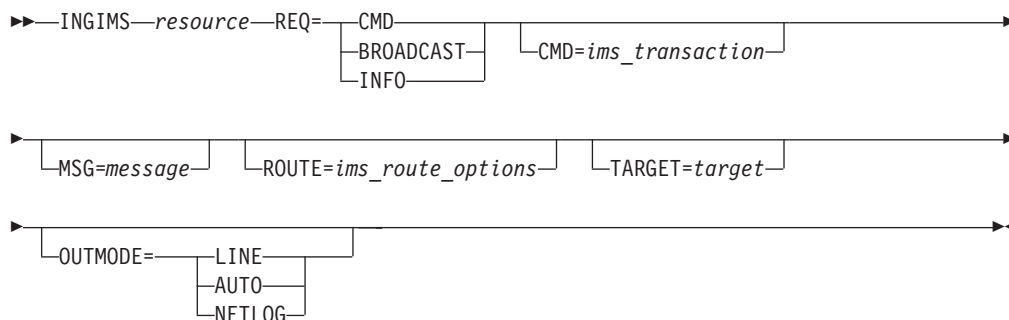 INGIMS resource REQ= CMD
BROADCAST
INFO
CMD=ims_transaction
MSG=message ROUTE=ims_route_options TARGET=target
OUTMODE= LINE
AUTO
NETLOG